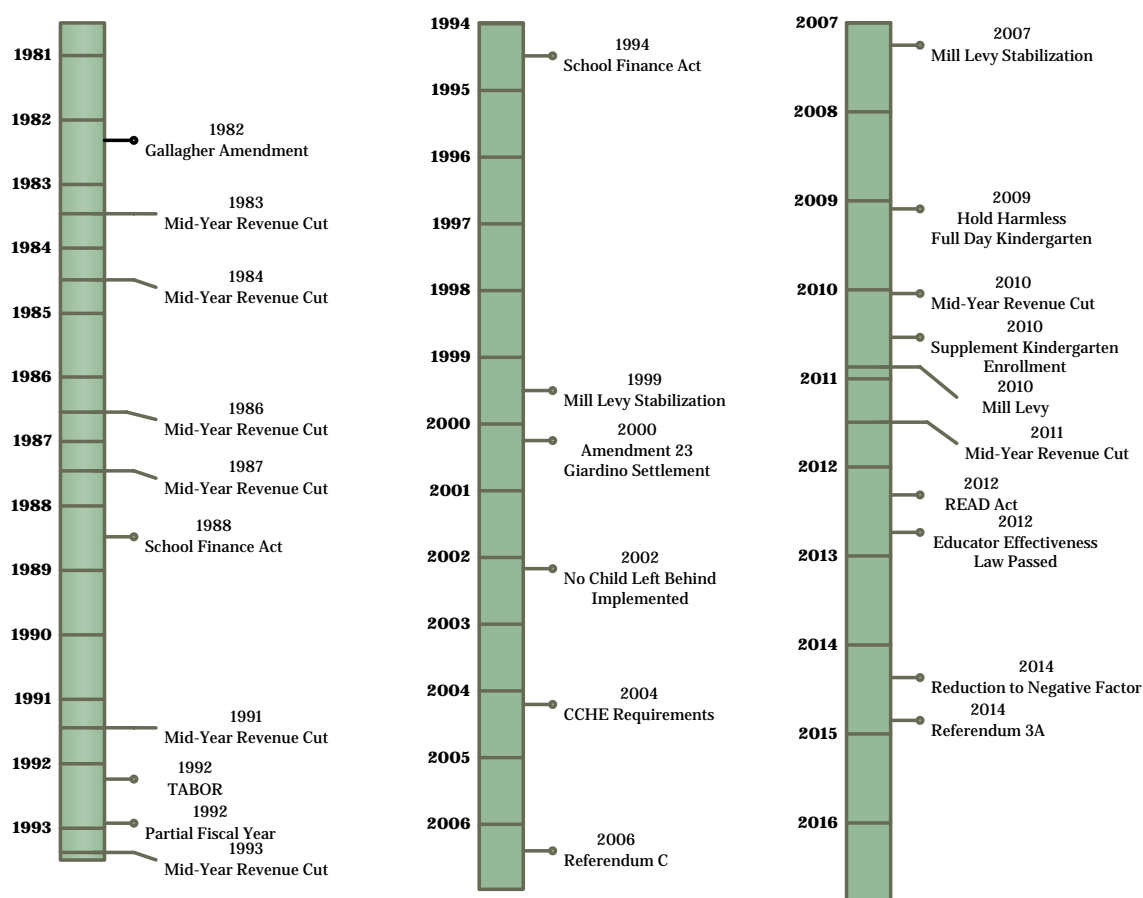 1981
1982
1982
Gallagher Amendment
1983
1983
Mid-Year Revenue Cut
1984
1984
Mid-Year Revenue Cut
1985
1986
1986
Mid-Year Revenue Cut
1987
1987
Mid-Year Revenue Cut
1988
1988
School Finance Act
1989
1990
1991
1991
Mid-Year Revenue Cut
1992
1992
TABOR
1992
Partial Fiscal Year
1993
1993
Mid-Year Revenue Cut
1994
1994
School Finance Act
1995
1996
1997
1998
1999
1999
Mill Levy Stabilization
2000
2000
Amendment 23
Giardino Settlement
2001
2002
2002
No Child Left Behind
Implemented
2003
2004
2004
CCHE Requirements
2005
2006
2006
Referendum C
2007
2007
Mill Levy Stabilization
2008
2009
2009
Hold Harmless
Full Day Kindergarten
2010
2010
Mid-Year Revenue Cut
2010
Supplement Kindergarten
Enrollment
2011
2010
Mill Levy
2011
Mid-Year Revenue Cut
2012
2012
READ Act
2012
Educator Effectiveness
Law Passed
2013
2014
2014
Reduction to Negative Factor
2014
Referendum 3A
2015
2016